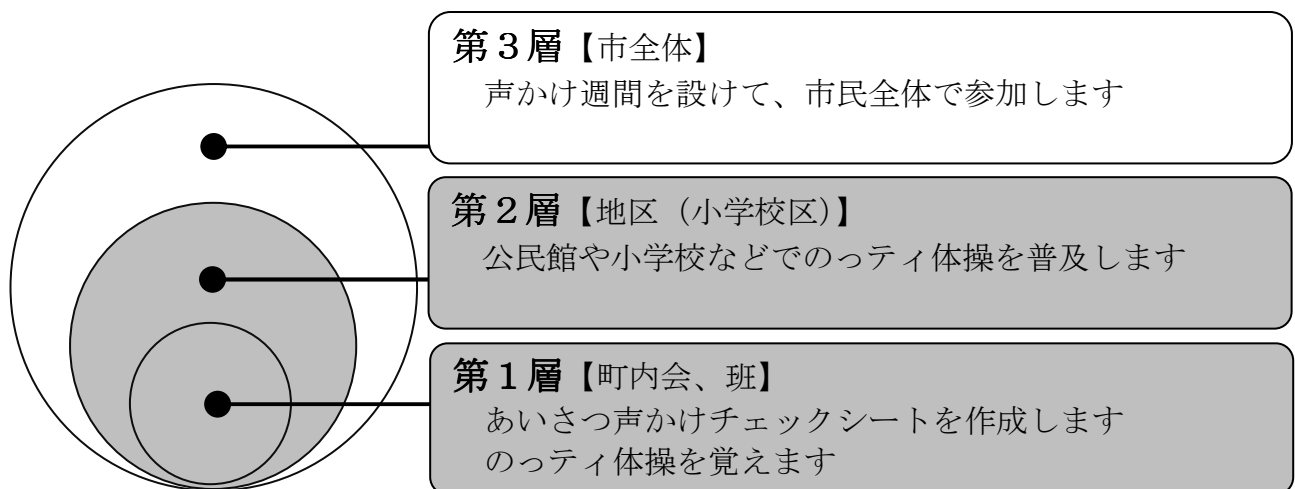 第３層【市全体】
声かけ週間を設けて、市民全体で参加します
第２層【地区（小学校区）】
公民館や小学校などでのっティ体操を普及します
第１層【町内会、班】
あいさつ声かけチェックシートを作成します
のっティ体操を覚えます